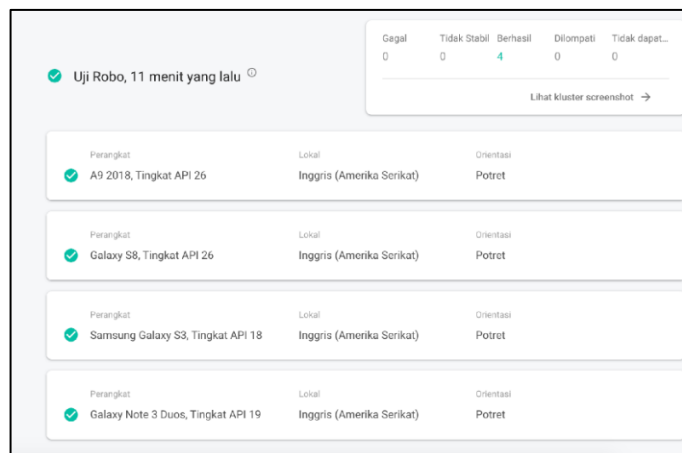 Gagal Tidak Stabil Berhasil Dilompati Tidak dapat...
0 0 4 0 0
Uji Robo, 11 menit yang lalu
Lihat kluster screenshot →
Perangkat Lokal Orientasi
A9 2018, Tingkat API 26 Inggris (Amerika Serikat) Potret
Perangkat Lokal Orientasi
Galaxy S8, Tingkat API 26 Inggris (Amerika Serikat) Potret
Perangkat Lokal Orientasi
Samsung Galaxy S3, Tingkat API 18 Inggris (Amerika Serikat) Potret
Perangkat Lokal Orientasi
Galaxy Note 3 Duos, Tingkat API 19 Inggris (Amerika Serikat) Potret